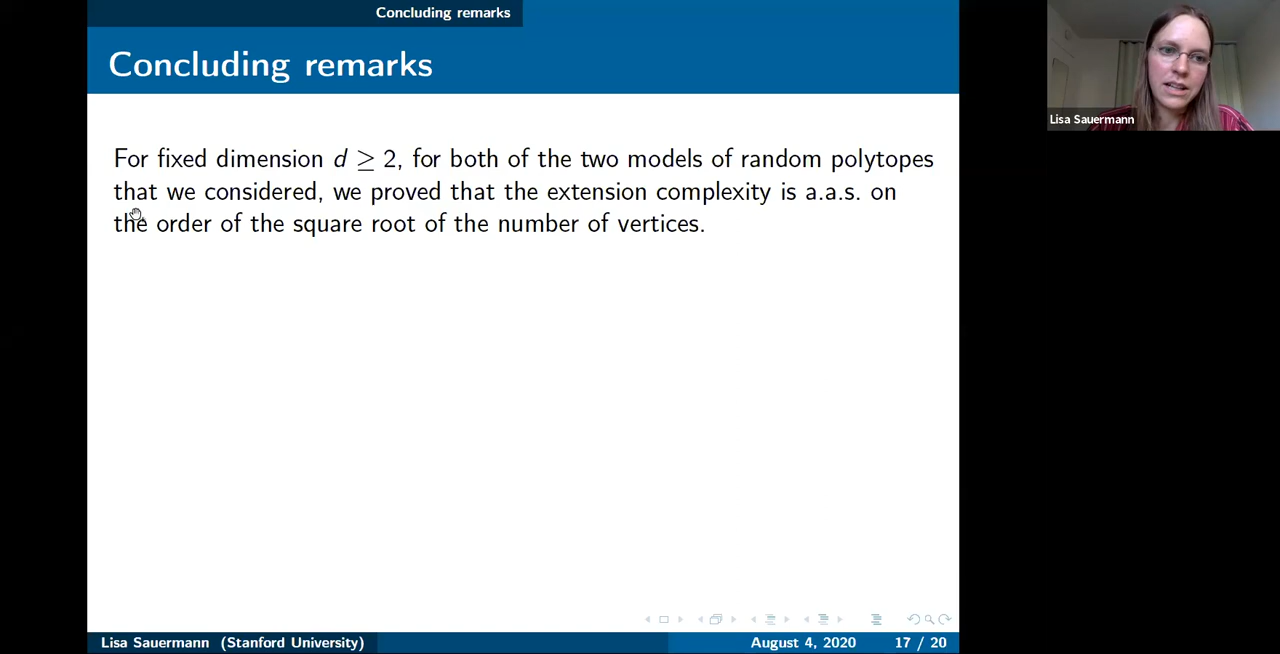 Concluding remarks
Concluding remarks
Lisa Sauermann
For fixed dimension d ≥ 2, for both of the two models of random polytopes
that we considered, we proved that the extension complexity is a.a.s. on
the order of the square root of the number of vertices.
Lisa Sauermann (Stanford University)
August 4, 2020
17 / 20